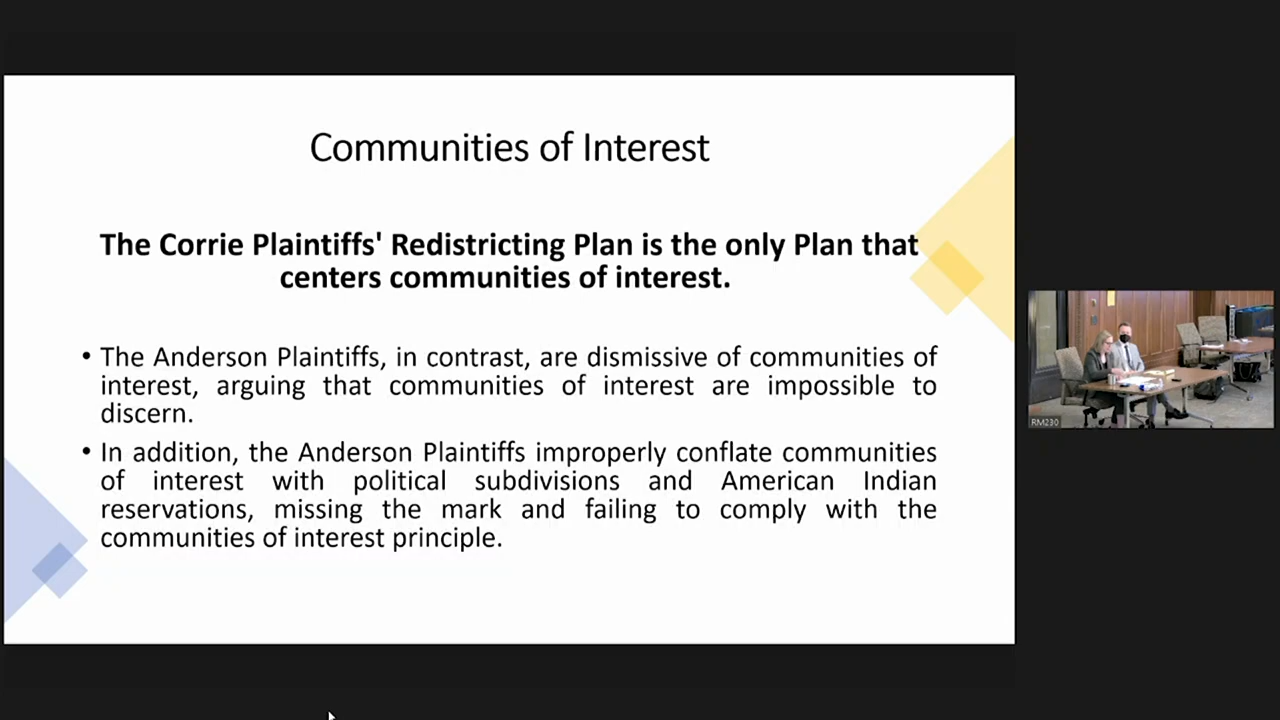 Communities of Interest
The Corrie Plaintiffs' Redistricting Plan is the only Plan that
centers communities of interest.
• The Anderson Plaintiffs, in contrast, are dismissive of communities of
interest, arguing that communities of interest are impossible to
discern.
• In addition, the Anderson Plaintiffs improperly conflate communities
of interest with political subdivisions and American Indian
reservations, missing the mark and failing to comply with the
communities of interest principle.
RM230